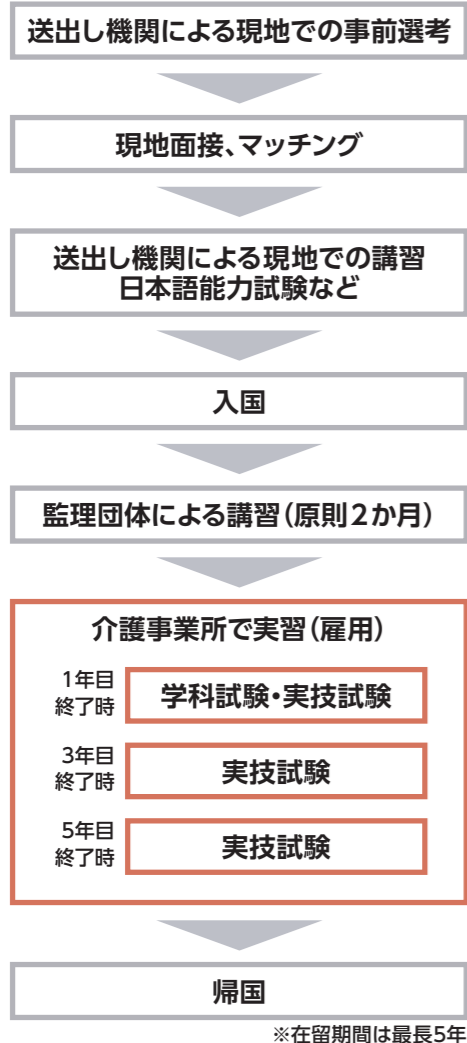 送出し機関による現地での事前選考
現地面接、マッチング
送出し機関による現地での講習
日本語能力試験など
入国
監理団体による講習(原則2か月)
介護事業所で実習(雇用)
1年目
終了時
学科試験・実技試験
3年目
終了時
実技試験
5年目
終了時
実技試験
帰国
※在留期間は最長5年